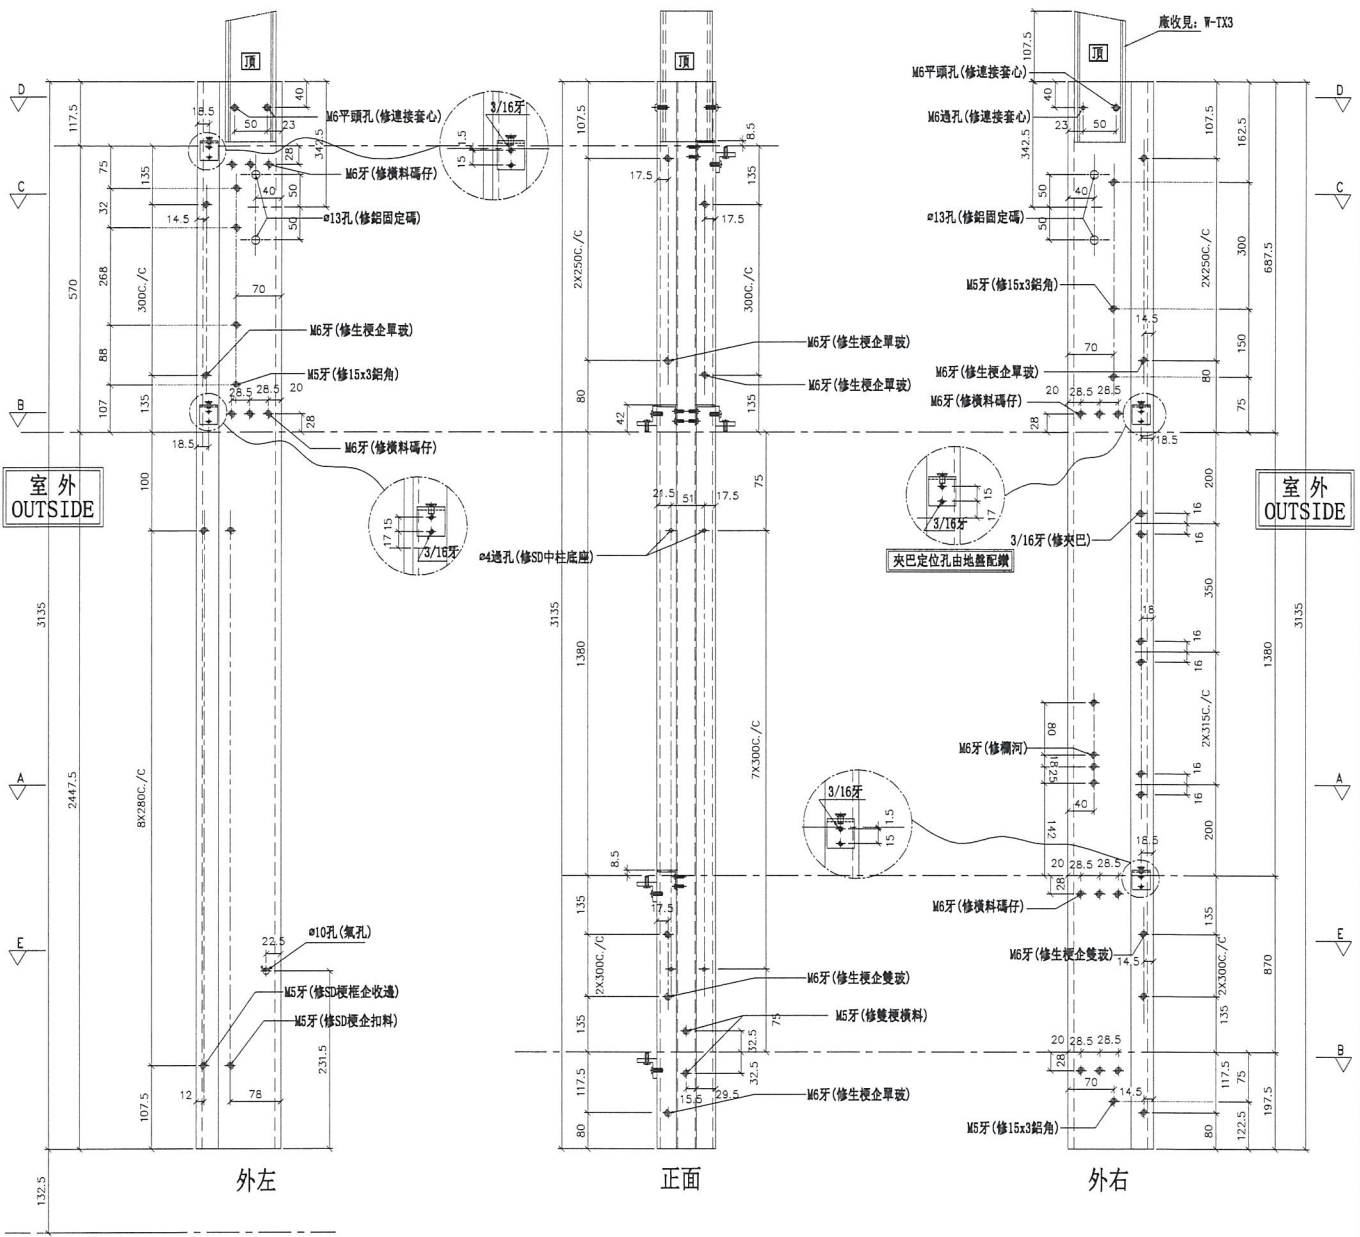 廠收見: W-TX3
頂
頂
頂
107.5
M6平頭孔(修連接套心)
D
117.5
18.5
50
23
40
342.5
M6平頭孔(修連接套心)
3/16牙
1.5
15
107.5
8.5
40
M6過孔(修連接套心)
23
50
342.5
107.5
162.5
D
C
75
135
28
M6牙(修橫料碼仔)
50
40
50
17.5
135
50
40
50
C
32
14.5
ø13孔(修鋁固定碼)
17.5
ø13孔(修鋁固定碼)
570
268
300C./C
70
2X250C./C
300C./C
M5牙(修15x3鋁角)
2X250C./C
300
687.5
14.5
M6牙(修生梗企單玻)
M6牙(修生梗企單玻)
70
150
88
M5牙(修15x3鋁角)
M6牙(修生梗企單玻)
M6牙(修生梗企單玻)
80
B
107
135
28.5
28.5
20
28
80
42
135
M6牙(修橫料碼仔)
20
28.5
28.5
28
75
B
18.5
M6牙(修橫料碼仔)
18.5
室外
OUTSIDE
100
15
17
3/16牙
21.5
51
17.5
75
15
17
3/16牙
200
16
16
室外
OUTSIDE
ø4過孔(修SD中柱底座)
3/16牙(修夾巴)
夾巴定位孔由地盤配鑽
3135
3135
350
18
3135
1380
16
16
1380
80
2X315C./C
M6牙(修欄河)
18
25
16
16
A
2447.5
8X280C./C
7X300C./C
3/16牙
1.5
15
40
142
200
A
18.5
8.5
20
28.5
28.5
28
135
17.5
M6牙(修橫料碼仔)
135
E
22.5
ø10孔(氣孔)
2X300C./C
M6牙(修生梗企雙玻)
14.5
2X300C./C
870
E
M5牙(修SD梗框企收邊)
M6牙(修生梗企雙玻)
M5牙(修SD梗企扣料)
135
75
M5牙(修雙梗橫料)
135
231.5
32.5
32.5
20
28.5
28.5
28
B
107.5
12
78
117.5
15.5
29.5
M6牙(修生梗企單玻)
70
14.5
117.5
75
197.5
80
M5牙(修15x3鋁角)
80
122.5
132.5
外左
正面
外右